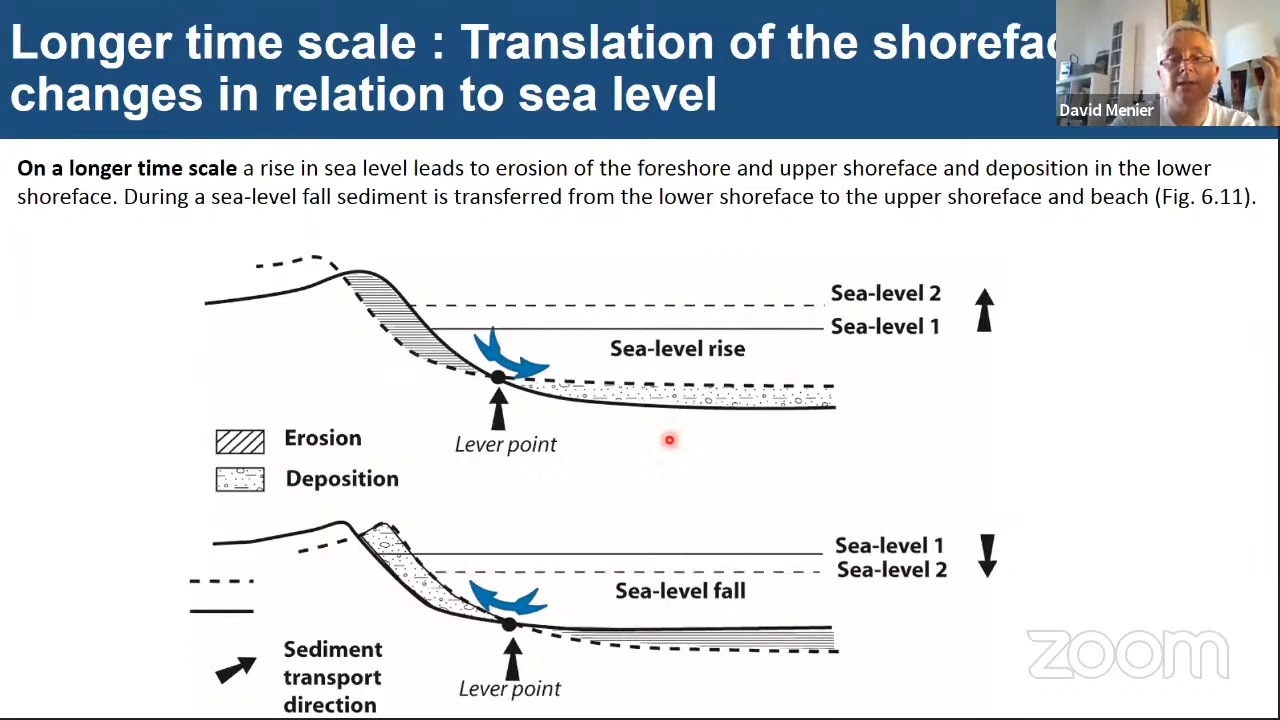 Longer time scale : Translation of the shorefac
changes in relation to sea level
David Menier
On a longer time scale a rise in sea level leads to erosion of the foreshore and upper shoreface and deposition in the lower
shoreface. During a sea-level fall sediment is transferred from the lower shoreface to the upper shoreface and beach (Fig. 6.11).
Sea-level 2
Sea-level 1
Sea-level rise
Lever point
Erosion
Deposition
Sea-level 1
Sea-level 2
Sea-level fall
Lever point
Sediment
transport
direction
zoom